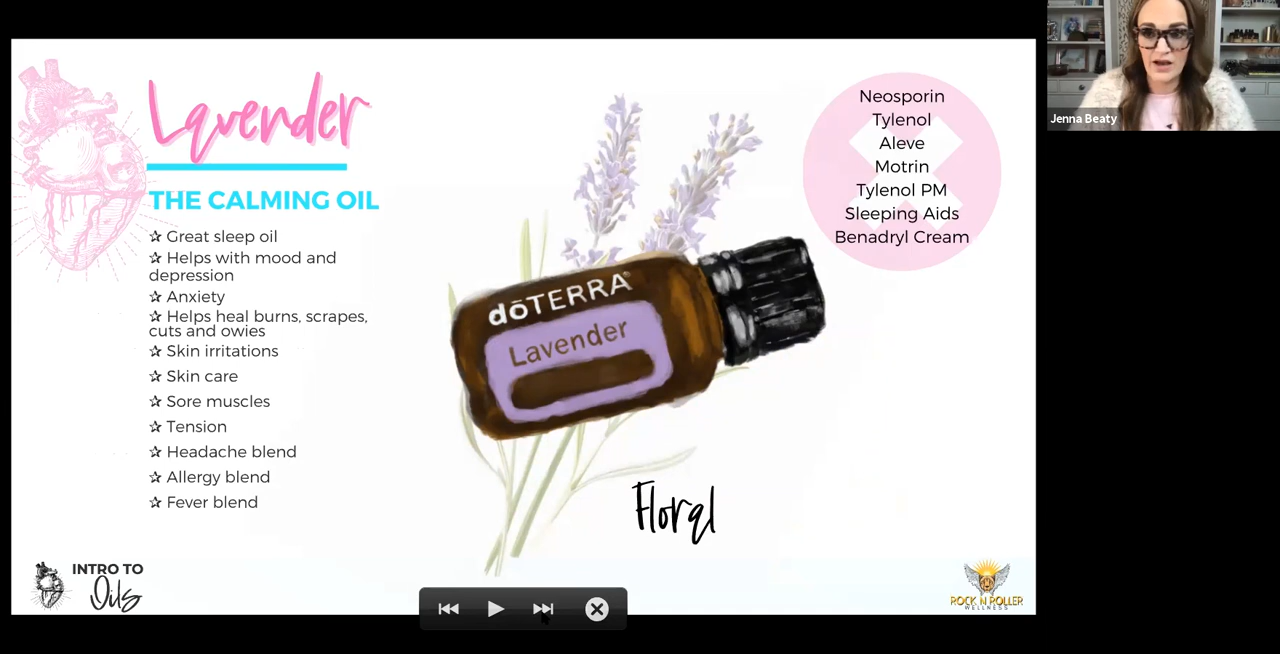 Lavender
THE CALMING OIL
☆ Great sleep oil
☆ Helps with mood and
depression
☆ Anxiety
☆ Helps heal burns, scrapes,
cuts and owies
☆ Skin irritations
☆ Skin care
☆ Sore muscles
☆ Tension
☆ Headache blend
☆ Allergy blend
☆ Fever blend
dōTERRA®
Lavender
Floral
Neosporin
Tylenol
Aleve
Motrin
Tylenol PM
Sleeping Aids
Benadryl Cream
Jenna Beaty
INTRO TO
Oils
ROCK N ROLLER
WELLNESS